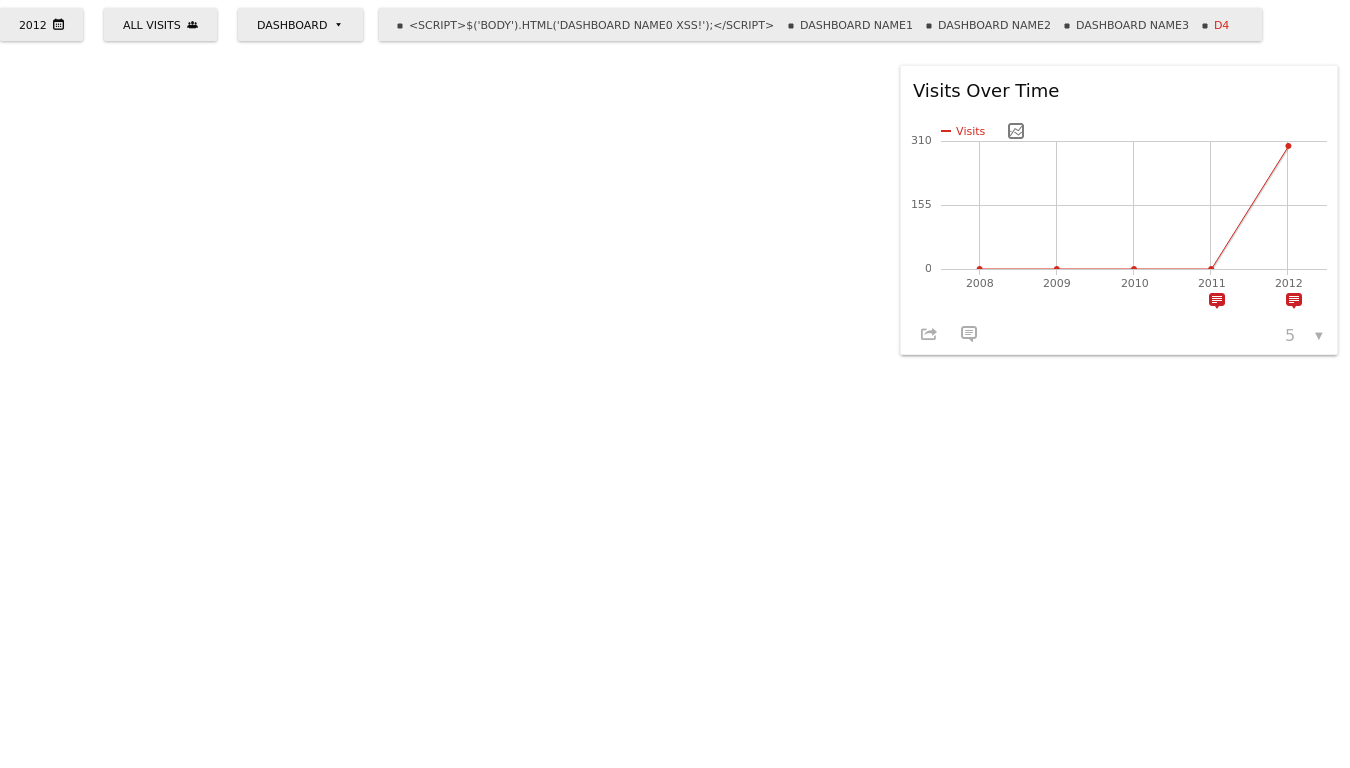 2012 ALL VISITS DASHBOARD <SCRIPT>$('BODY').HTML('DASHBOARD NAME0 XSS!');</SCRIPT> DASHBOARD NAME1 DASHBOARD NAME2 DASHBOARD NAME3 D4
Visits Over Time
Visits
310
155
0
2008 2009 2010 2011 2012
5